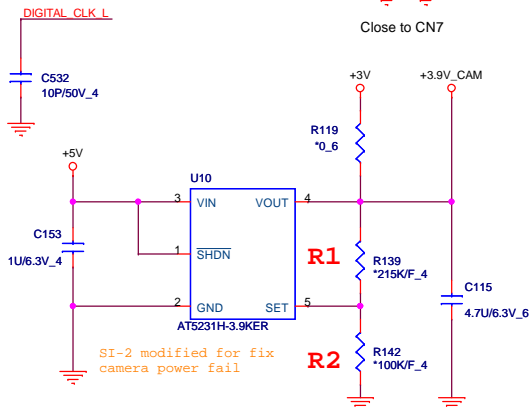 DIGITAL_CLK_L
Close to CN7
C532
10P/50V_4
+3V
+3.9V_CAM
R119
*0_6
+5V
U10
3
VIN
VOUT
4
C153
1U/6.3V_4
1
SHDN
R1
R139
*215K/F_4
2
GND
SET
5
C115
4.7U/6.3V_6
AT5231H-3.9KER
SI-2 modified for fix
camera power fail
R2
R142
*100K/F_4